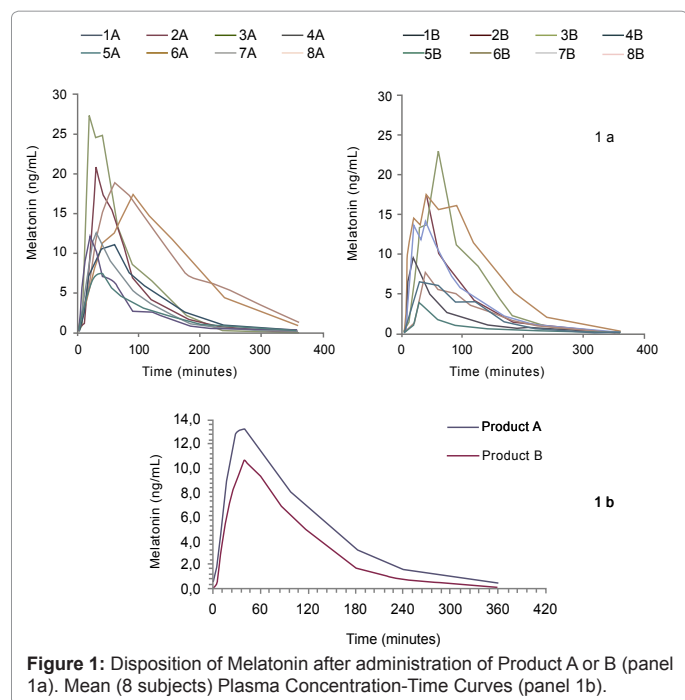 1A 2A 3A 4A
5A 6A 7A 8A
1B 2B 3B 4B
5B 6B 7B 8B
30
25
20
15
10
5
0
Melatonin (ng/mL)
0 100 200 300 400
Time (minutes)
1 a
30
25
20
15
10
5
0
Melatonin (ng/mL)
0 100 200 300 400
Time (minutes)
14,0
12,0
10,0
8,0
6,0
4,0
2,0
0,0
Melatonin (ng/mL)
Product A
Product B
1 b
0 60 120 180 240 300 360 420
Time (minutes)
Figure 1: Disposition of Melatonin after administration of Product A or B (panel
1a). Mean (8 subjects) Plasma Concentration-Time Curves (panel 1b).